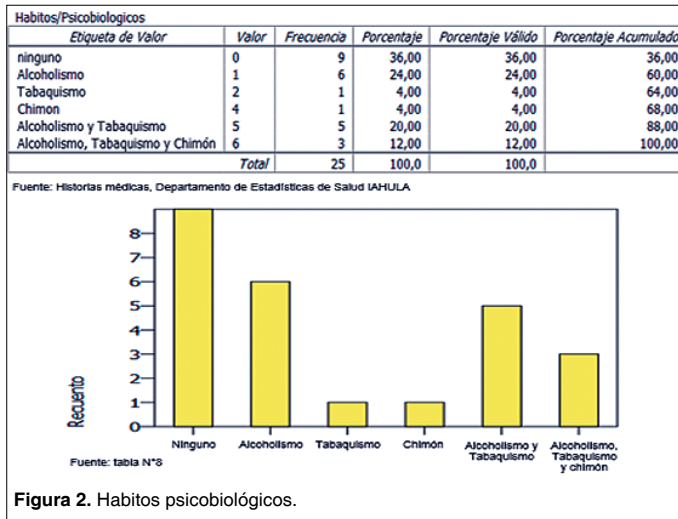 Habitos/Psicobiologicos
Etiqueta de Valor Valor Frecuencia Porcentaje Porcentaje Válido Porcentaje Acumulado
ninguno 0 9 36,00 36,00 36,00
Alcoholismo 1 6 24,00 24,00 60,00
Tabaquismo 2 1 4,00 4,00 64,00
Chimon 4 1 4,00 4,00 68,00
Alcoholismo y Tabaquismo 5 5 20,00 20,00 88,00
Alcoholismo, Tabaquismo y Chimón 6 3 12,00 12,00 100,00
Total 25 100,0 100,0
Fuente: Historias médicas, Departamento de Estadísticas de Salud IAHULA
8
7
6
5
4
3
2
1
0
Recuento
Ninguno Alcoholismo Tabaquismo Chimón Alcoholismo y Alcoholismo,
Tabaquismo Tabaquismo
y chimón
Fuente: tabla N°8
Figura 2. Habitos psicobiológicos.